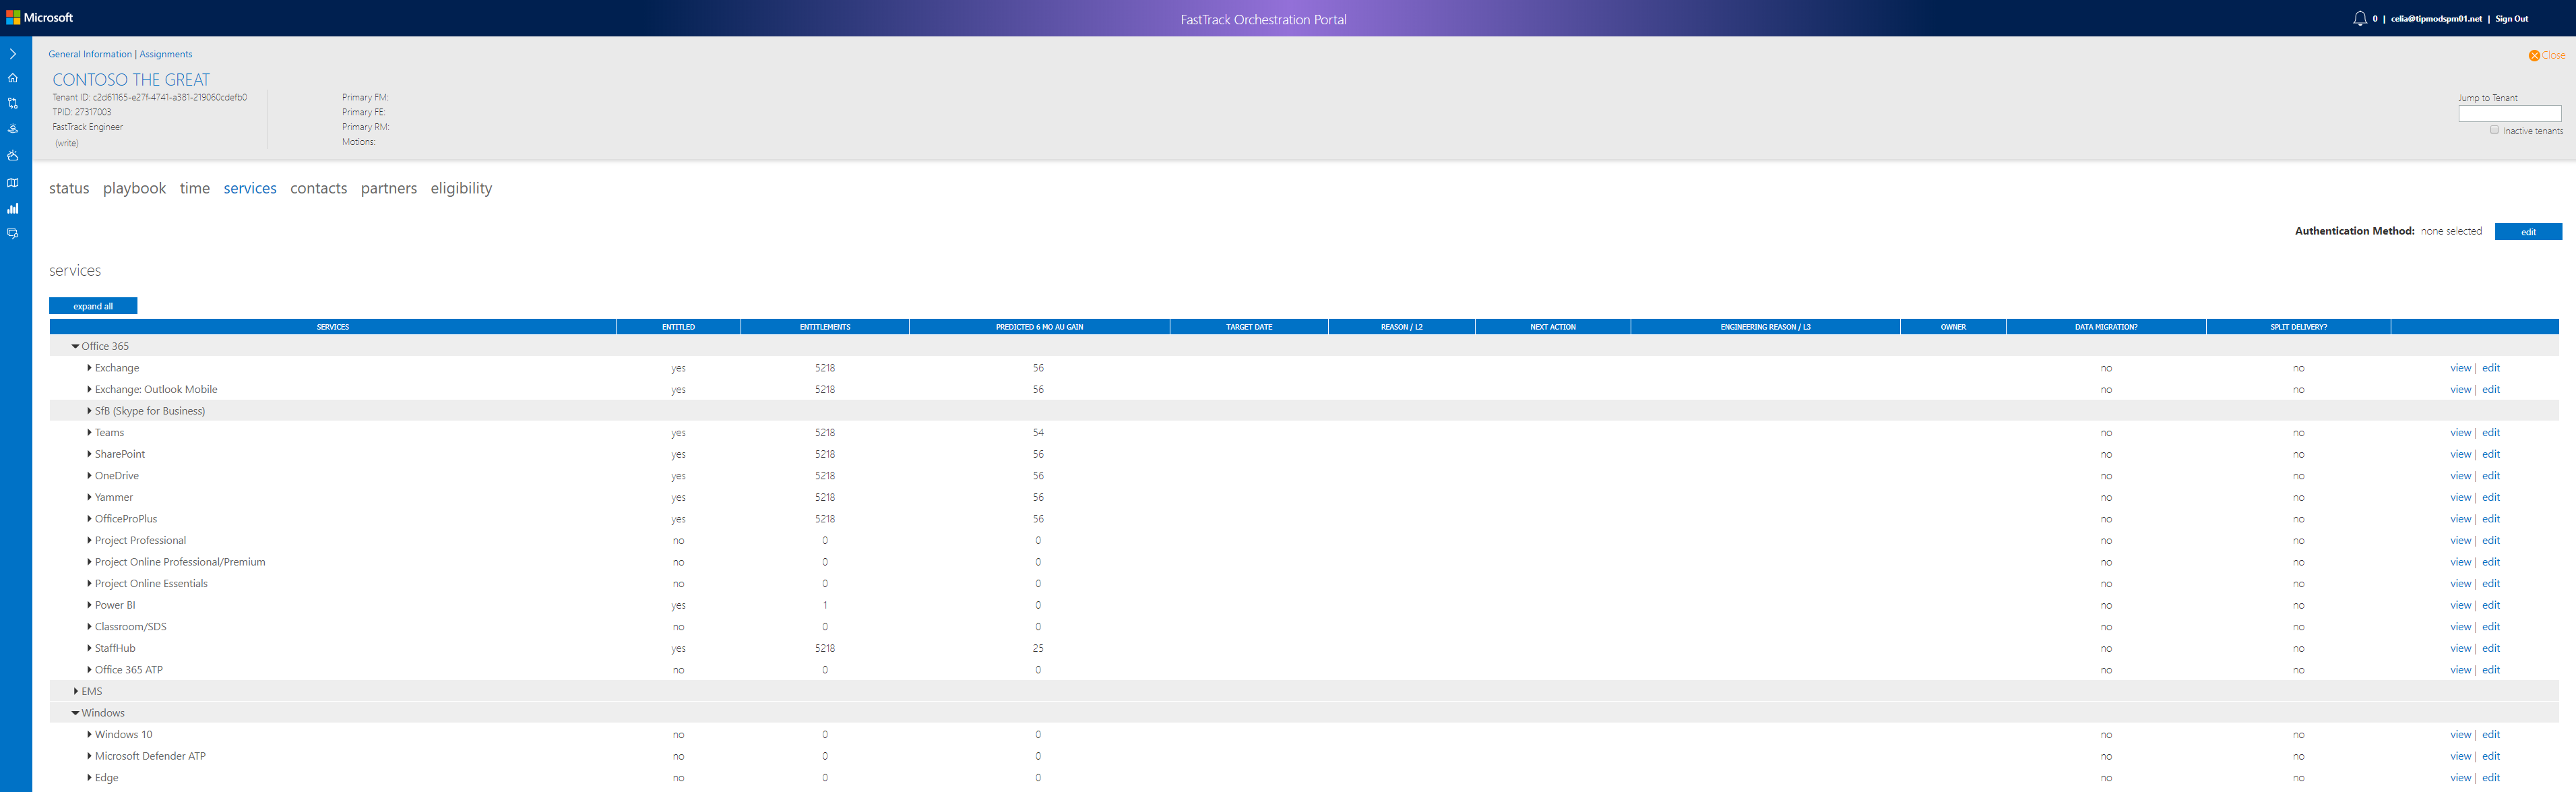 Microsoft
FastTrack Orchestration Portal
0 | celia@tipmodspm01.net | Sign Out
General Information | Assignments
Close
CONTOSO THE GREAT
Tenant ID: c2d61165-e27f-4741-a381-219060cdefb0
Primary FM:
Jump to Tenant
TPID: 27317003
Primary FE:
FastTrack Engineer
Primary RM:
Inactive tenants
(write)
Motions:
status playbook time services contacts partners eligibility
Authentication Method: none selected edit
services
expand all
SERVICES ENTITLED ENTITLEMENTS PREDICTED 6 MO AU GAIN TARGET DATE REASON / L2 NEXT ACTION ENGINEERING REASON / L3 OWNER DATA MIGRATION? SPLIT DELIVERY?
Office 365
Exchange yes 5218 56 no no view | edit
Exchange: Outlook Mobile yes 5218 56 no no view | edit
SfB (Skype for Business)
Teams yes 5218 54 no no view | edit
SharePoint yes 5218 56 no no view | edit
OneDrive yes 5218 56 no no view | edit
Yammer yes 5218 56 no no view | edit
OfficeProPlus yes 5218 56 no no view | edit
Project Professional no 0 0 no no view | edit
Project Online Professional/Premium no 0 0 no no view | edit
Project Online Essentials no 0 0 no no view | edit
Power BI yes 1 0 no no view | edit
Classroom/SDS no 0 0 no no view | edit
StaffHub yes 5218 25 no no view | edit
Office 365 ATP no 0 0 no no view | edit
EMS
Windows
Windows 10 no 0 0 no no view | edit
Microsoft Defender ATP no 0 0 no no view | edit
Edge no 0 0 no no view | edit